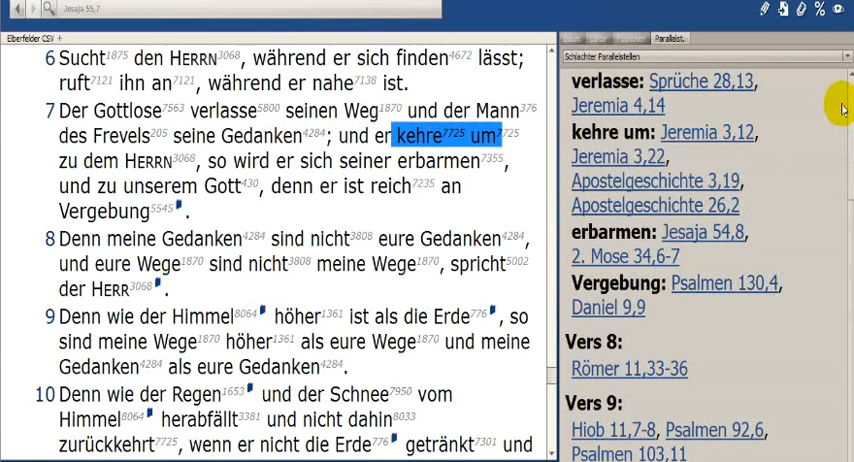 Jesaja 55,7
Elberfelder CSV +
6 Sucht1875 den HERRN3068, während er sich finden4672 lässt;
ruft7121 ihn an7121, während er nahe7138 ist.
7 Der Gottlose7563 verlasse5800 seinen Weg1870 und der Mann376
des Frevels205 seine Gedanken4284; und er kehre7725 um7725
zu dem HERRN3068, so wird er sich seiner erbarmen7355,
und zu unserem Gott430, denn er ist reich7235 an
Vergebung5545.
8 Denn meine Gedanken4284 sind nicht3808 eure Gedanken4284,
und eure Wege1870 sind nicht3808 meine Wege1870, spricht5002
der HERR3068.
9 Denn wie der Himmel8064 höher1361 ist als die Erde776, so
sind meine Wege1870 höher1361 als eure Wege1870 und meine
Gedanken4284 als eure Gedanken4284.
10 Denn wie der Regen1653 und der Schnee7950 vom
Himmel8064 herabfällt3381 und nicht dahin8033
zurückkehrt7725, wenn er nicht die Erde776 getränkt7301 und
Parallelst.
Schlachter Parallelstellen
verlasse: Sprüche 28,13,
Jeremia 4,14
kehre um: Jeremia 3,12,
Jeremia 3,22,
Apostelgeschichte 3,19,
Apostelgeschichte 26,2
erbarmen: Jesaja 54,8,
2. Mose 34,6-7
Vergebung: Psalmen 130,4,
Daniel 9,9
Vers 8:
Römer 11,33-36
Vers 9:
Hiob 11,7-8, Psalmen 92,6,
Psalmen 103,11